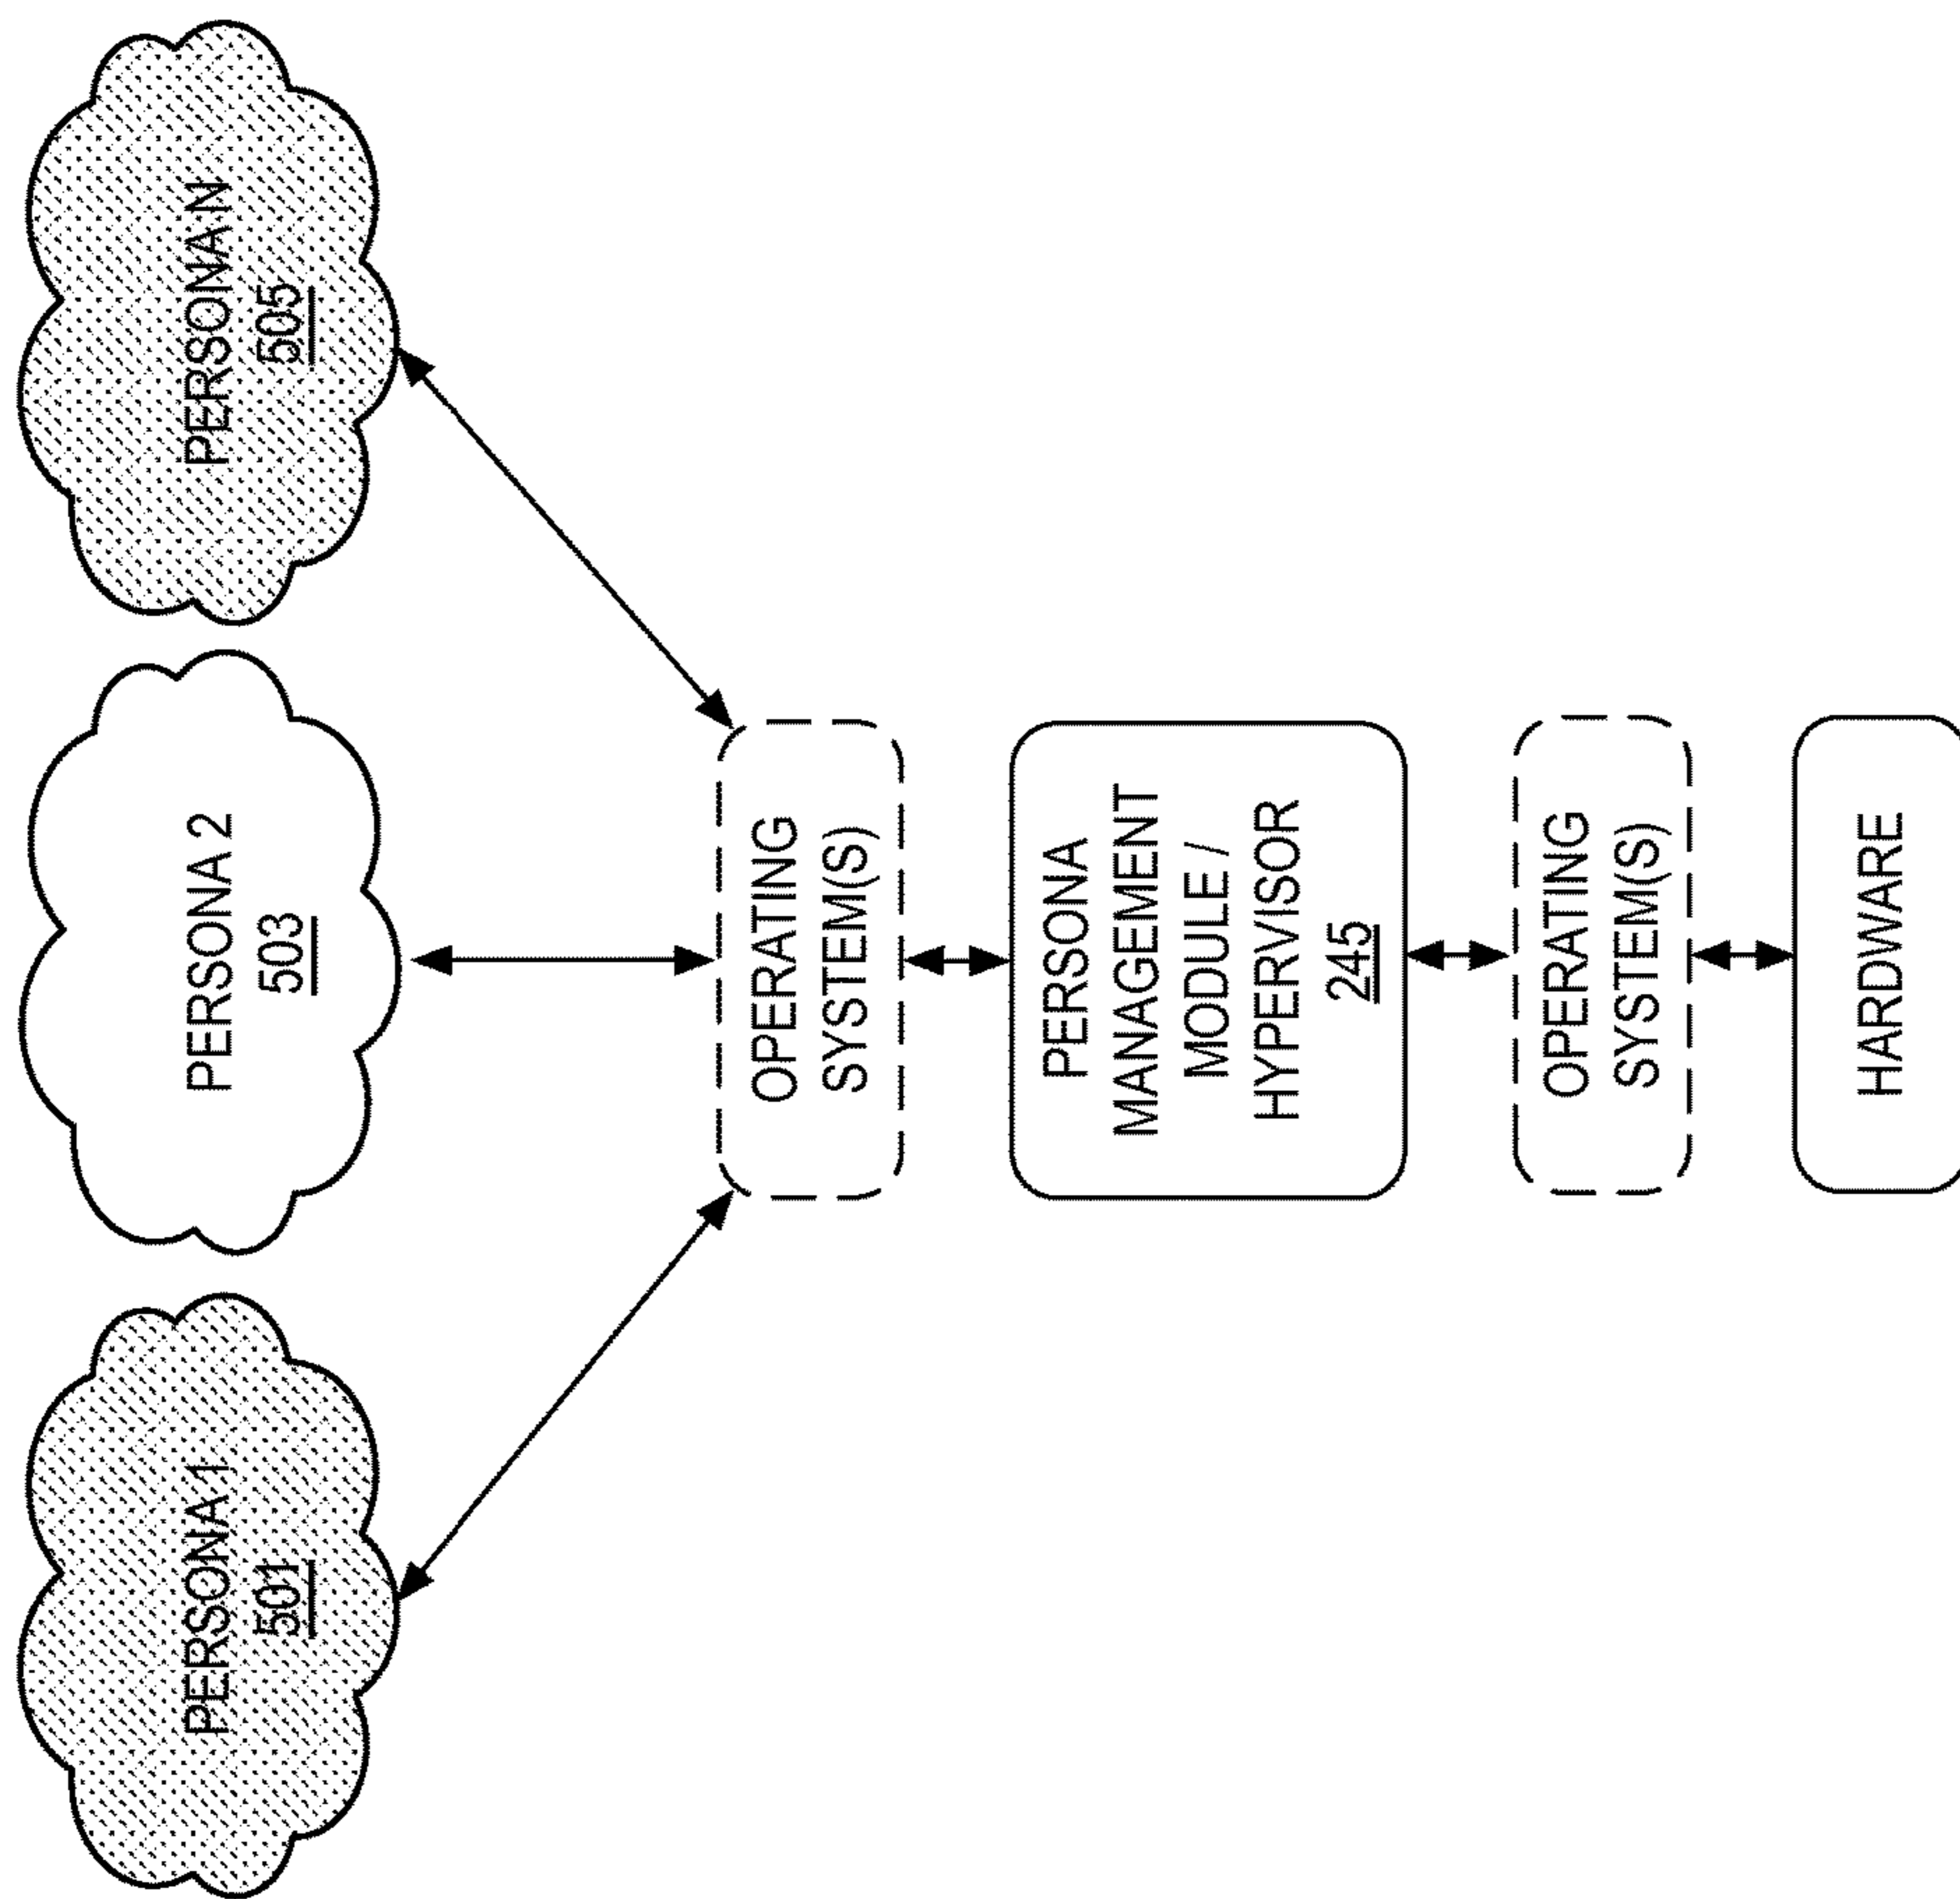 PERSONA 1
501
PERSONA 2
503
PERSONA N
505
OPERATING
SYSTEM(S)
PERSONA
MANAGEMENT
MODULE /
HYPERVISOR
245
OPERATING
SYSTEM(S)
HARDWARE